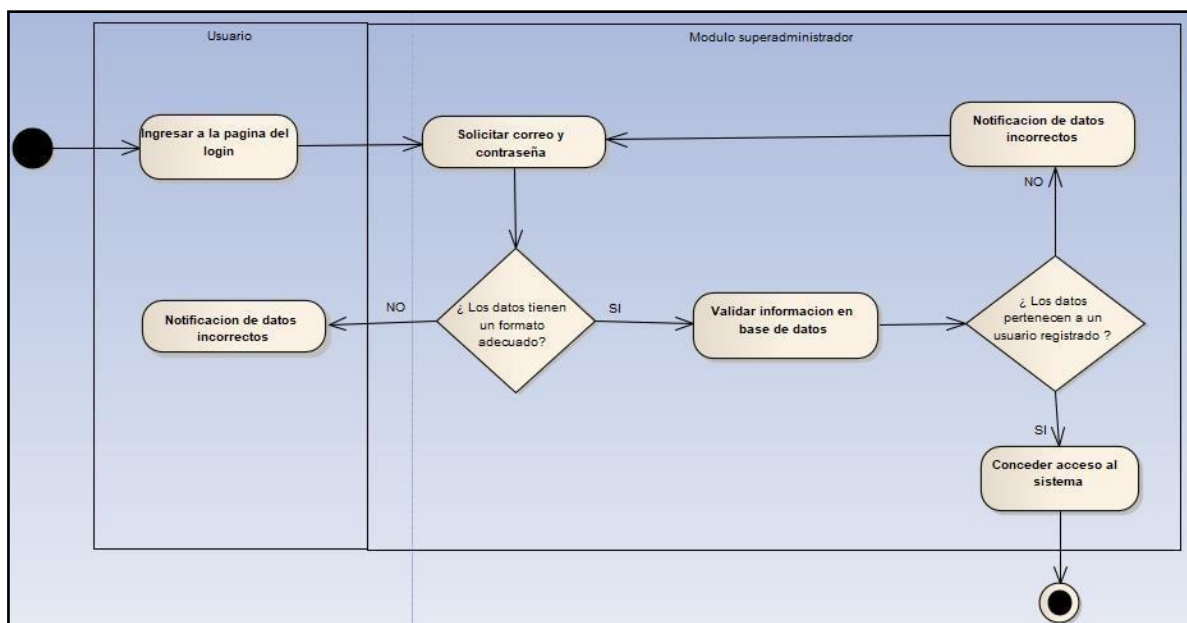 Usuario
Modulo superadministrador
Ingresar a la pagina del
login
Solicitar correo y
contraseña
Notificacion de datos
incorrectos
NO
¿ Los datos tienen
un formato
adecuado?
NO
SI
Notificacion de datos
incorrectos
Validar informacion en
base de datos
¿ Los datos
pertenecen a un
usuario registrado ?
SI
Conceder acceso al
sistema